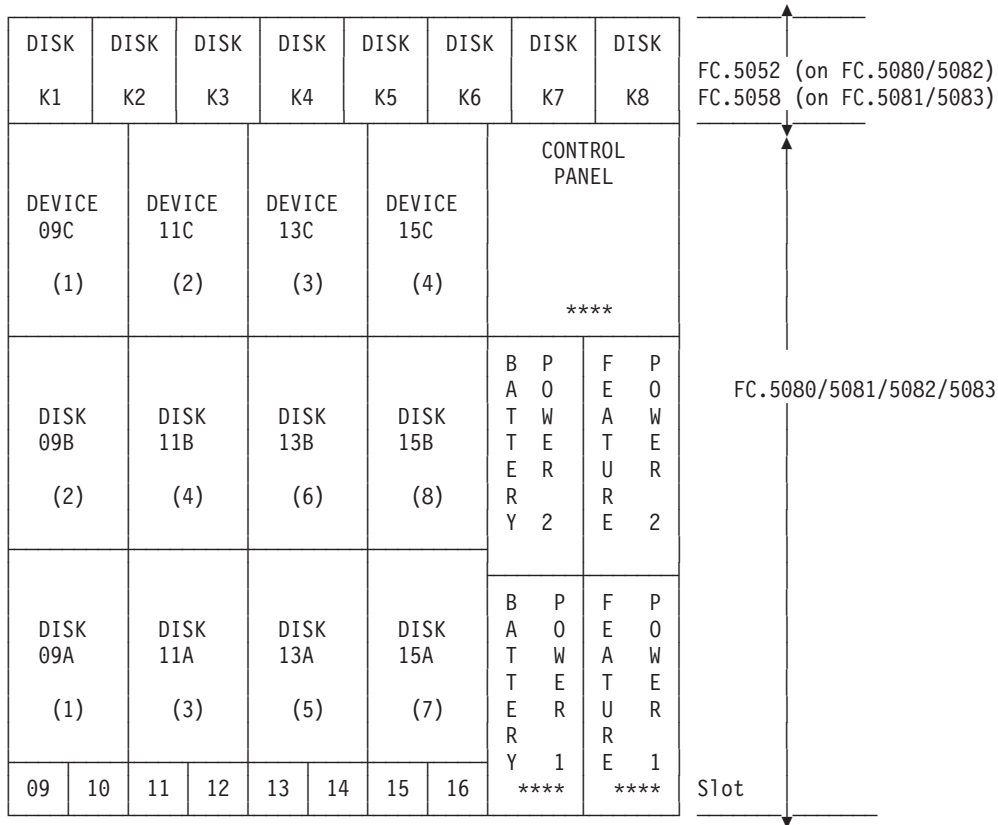 DISK DISK DISK DISK DISK DISK DISK DISK
FC.5052 (on FC.5080/5082)
K1 K2 K3 K4 K5 K6 K7 K8 FC.5058 (on FC.5081/5083)
CONTROL
PANEL
DEVICE DEVICE DEVICE DEVICE
09C 11C 13C 15C
(1) (2) (3) (4)
****
B P F P
A O E O FC.5080/5081/5082/5083
DISK DISK DISK DISK T W A W
09B 11B 13B 15B T E T E
E R U R
(2) (4) (6) (8) R R
Y 2 E 2
B P F P
DISK DISK DISK DISK A O E O
09A 11A 13A 15A T W A W
T E T E
(1) (3) (5) (7) E R U R
R R
Y 1 E 1
09 10 11 12 13 14 15 16 **** **** Slot